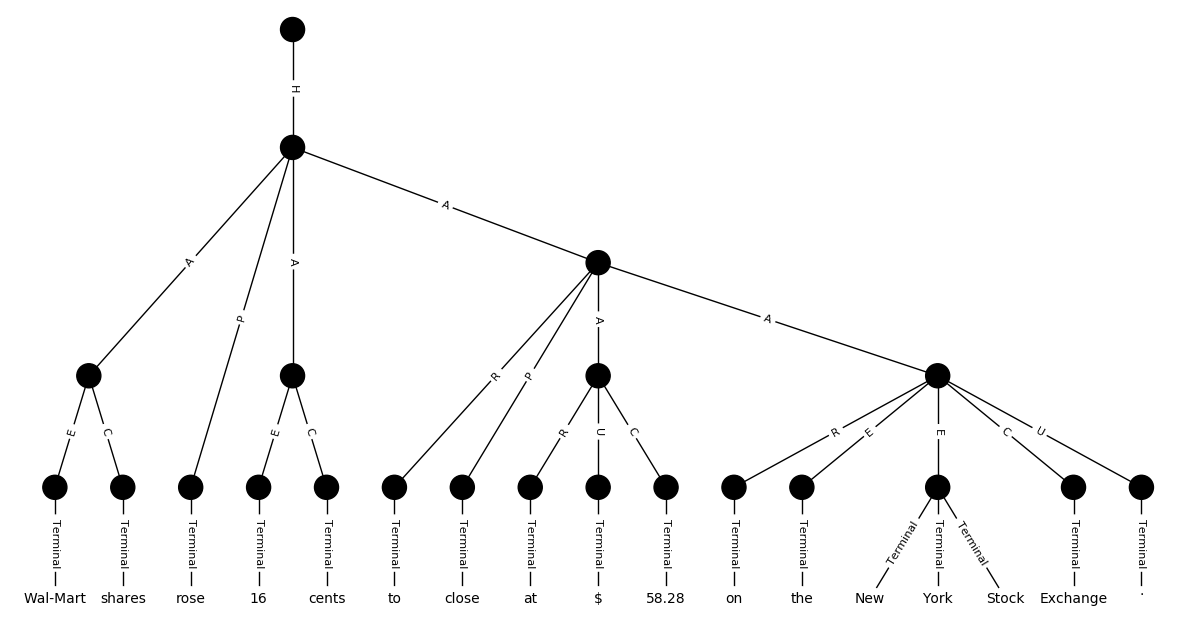 H
A
A
P
A
A
A
R
P
E
C
E
C
R
U
C
R
E
E
C
U
Terminal Terminal Terminal Terminal Terminal Terminal Terminal Terminal Terminal Terminal Terminal Terminal Terminal Terminal Terminal Terminal Terminal
Wal-Mart shares rose 16 cents to close at $ 58.28 on the New York Stock Exchange .